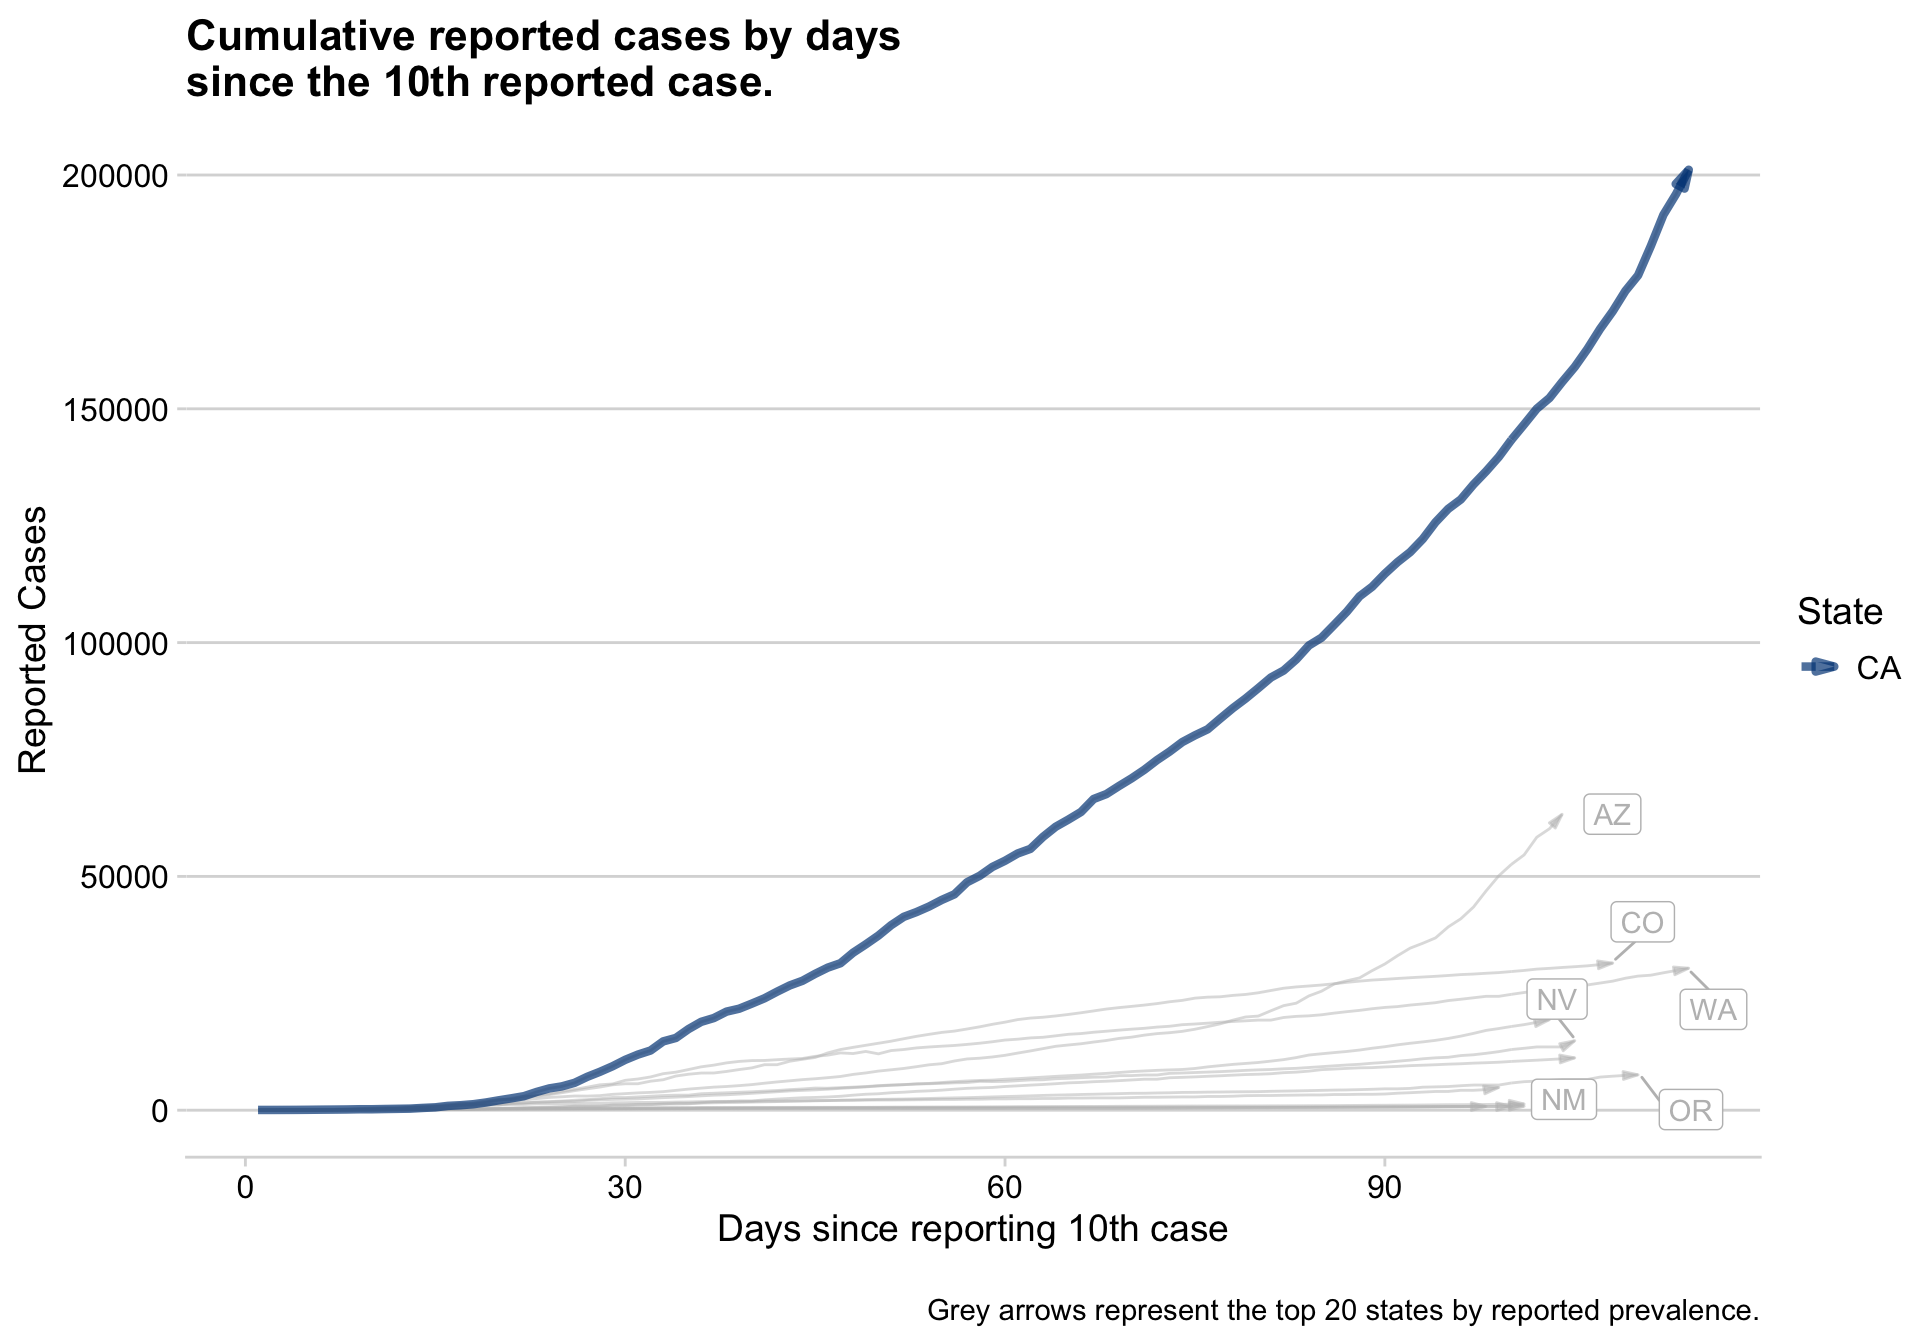 Cumulative reported cases by days
since the 10th reported case.
200000
150000
100000
50000
0
Reported Cases
AZ
CO
NV
WA
NM
OR
State
CA
0
30
60
90
Days since reporting 10th case
Grey arrows represent the top 20 states by reported prevalence.